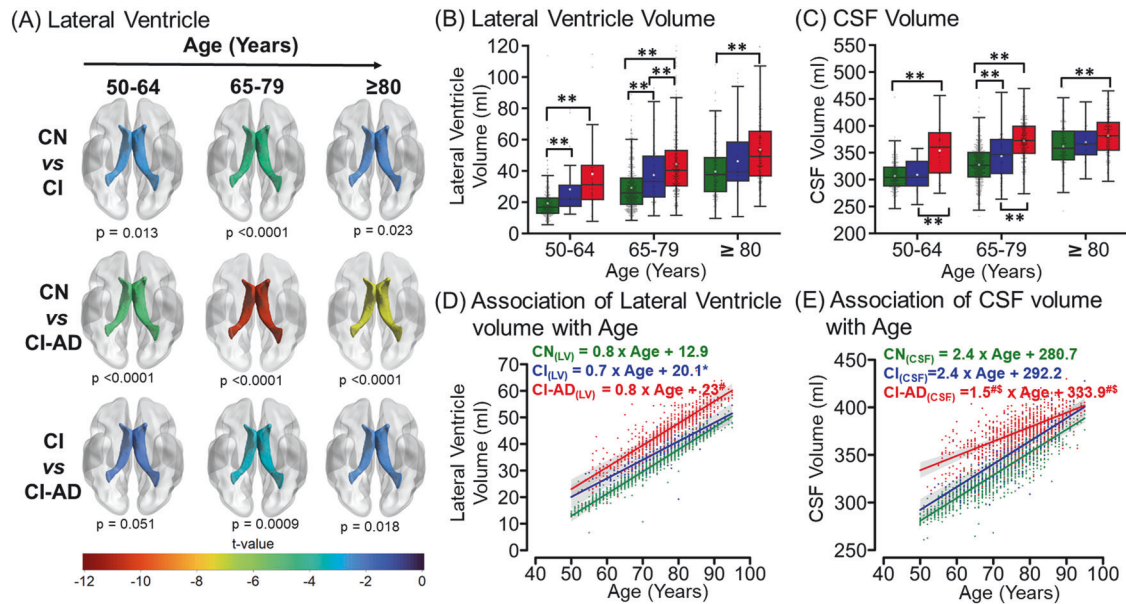 (A) Lateral Ventricle
Age (Years)
50-64 65-79 ≥80
CN
vs
CI
p = 0.013 p <0.0001 p = 0.023
CN
vs
CI-AD
p <0.0001 p <0.0001 p <0.0001
CI
vs
CI-AD
p = 0.051 p = 0.0009 p = 0.018
t-value
-12 -10 -8 -6 -4 -2 0
(B) Lateral Ventricle Volume
Lateral Ventricle
Volume (ml)
120
100
80
60
40
20
0
** ** ** ** ** **
50-64 65-79 ≥ 80
Age (Years)
(C) CSF Volume
CSF Volume (ml)
550
500
450
400
350
300
250
200
** ** ** ** ** **
50-64 65-79 ≥ 80
Age (Years)
(D) Association of Lateral Ventricle
volume with Age
CN(LV) = 0.8 x Age + 12.9
CI(LV) = 0.7 x Age + 20.1*
CI-AD(LV) = 0.8 x Age + 23#
Lateral Ventricle
Volume (ml)
70
60
50
40
30
20
10
0
40 50 60 70 80 90 100
Age (Years)
(E) Association of CSF volume
with Age
CN(CSF) = 2.4 x Age + 280.7
CI(CSF)=2.4 x Age + 292.2
CI-AD(CSF) =1.5#$ x Age + 333.9#$
CSF Volume (ml)
450
400
350
300
250
40 50 60 70 80 90 100
Age (Years)